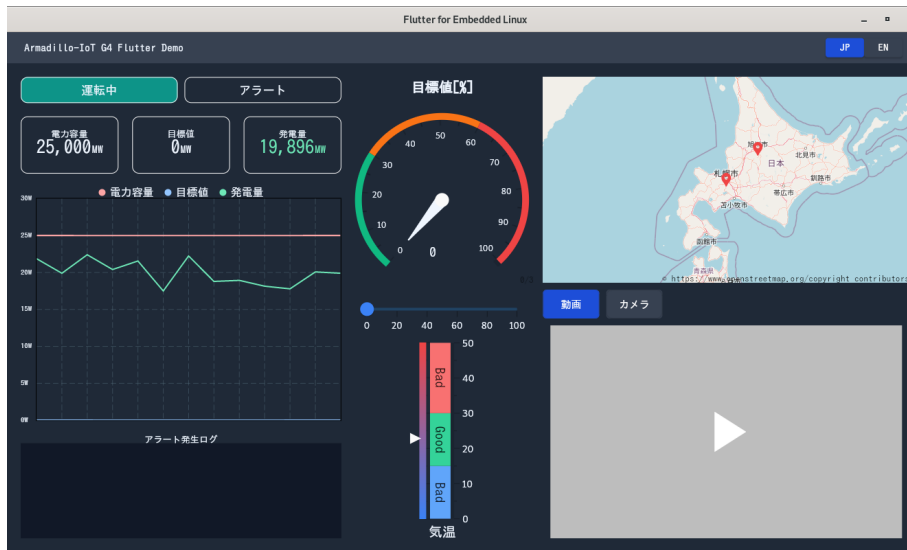 Flutter for Embedded Linux
Armadillo-IoT G4 Flutter Demo
JP EN
運転中 アラート
電力容量 目標値 発電量
25,000MW 0MW 19,896MW
電力容量 目標値 発電量
30W
25W
20W
15W
10W
5W
0W
アラート発生ログ
目標値[%]
0 10 20 30 40 50 60 70 80 90 100
0
0 20 40 60 80 100
50
40
30
20
10
0
Bad
Good
Bad
気温
旭川市
北見市
日本
札幌市
釧路市
帯広市
苫小牧市
函館市
青森県
© https://www.openstreetmap.org/copyright contributors
動画 カメラ